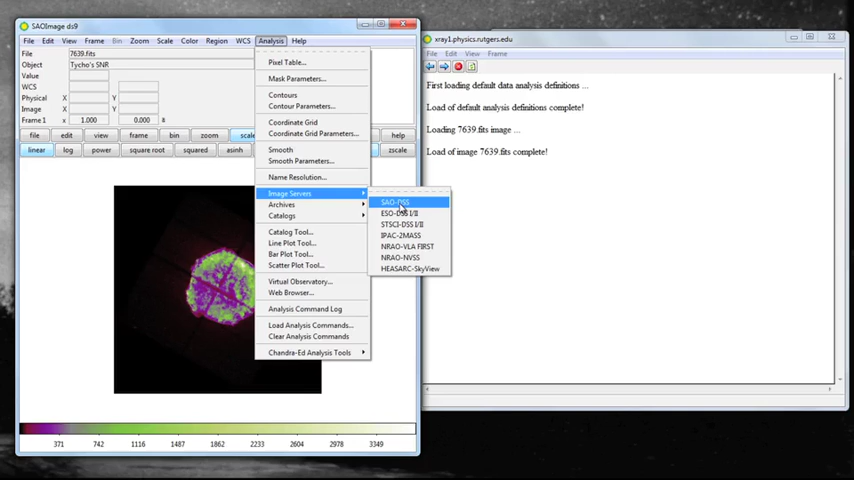 SAOImage ds9
File Edit View Frame Bin Zoom Scale Color Region WCS Analysis Help
File 7639.fits
Object Tycho's SNR
Value
WCS
Physical X Y
Image X Y
Frame 1 x 1.000 0.000 °
file edit view frame bin zoom scale help
linear log power square root squared asinh zscale
Pixel Table...
Mask Parameters...
Contours
Contour Parameters...
Coordinate Grid
Coordinate Grid Parameters...
Smooth
Smooth Parameters...
Name Resolution...
Image Servers
Archives
Catalogs
Catalog Tool...
Line Plot Tool...
Bar Plot Tool...
Scatter Plot Tool...
Virtual Observatory...
Web Browser...
Analysis Command Log
Load Analysis Commands...
Clear Analysis Commands
Chandra-Ed Analysis Tools
SAO-DSS
ESO-DSS I/II
STSCI-DSS I/II
IPAC-2MASS
NRAO-VLA FIRST
NRAO-NVSS
HEASARC-SkyView
371 742 1116 1487 1862 2233 2604 2978 3349
xray1.physics.rutgers.edu
File Edit View Frame
First loading default data analysis definitions ...
Load of default analysis definitions complete!
Loading 7639.fits image ...
Load of image 7639.fits complete!